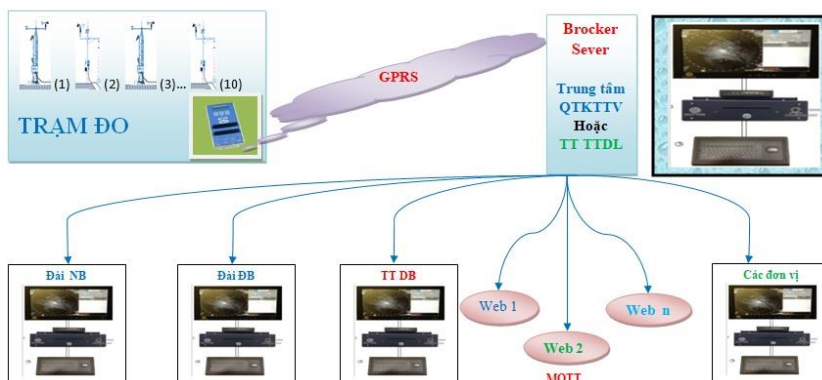 (1) (2) (3)... (10)
TRẠM ĐO
GPRS
Brocker
Sever
Trung tâm
QTKTTV
Hoặc
TT TTDL
Đài NB
Đài ĐB
TT DB
Web 1
Web 2
Web n
Các đơn vị
MQTT